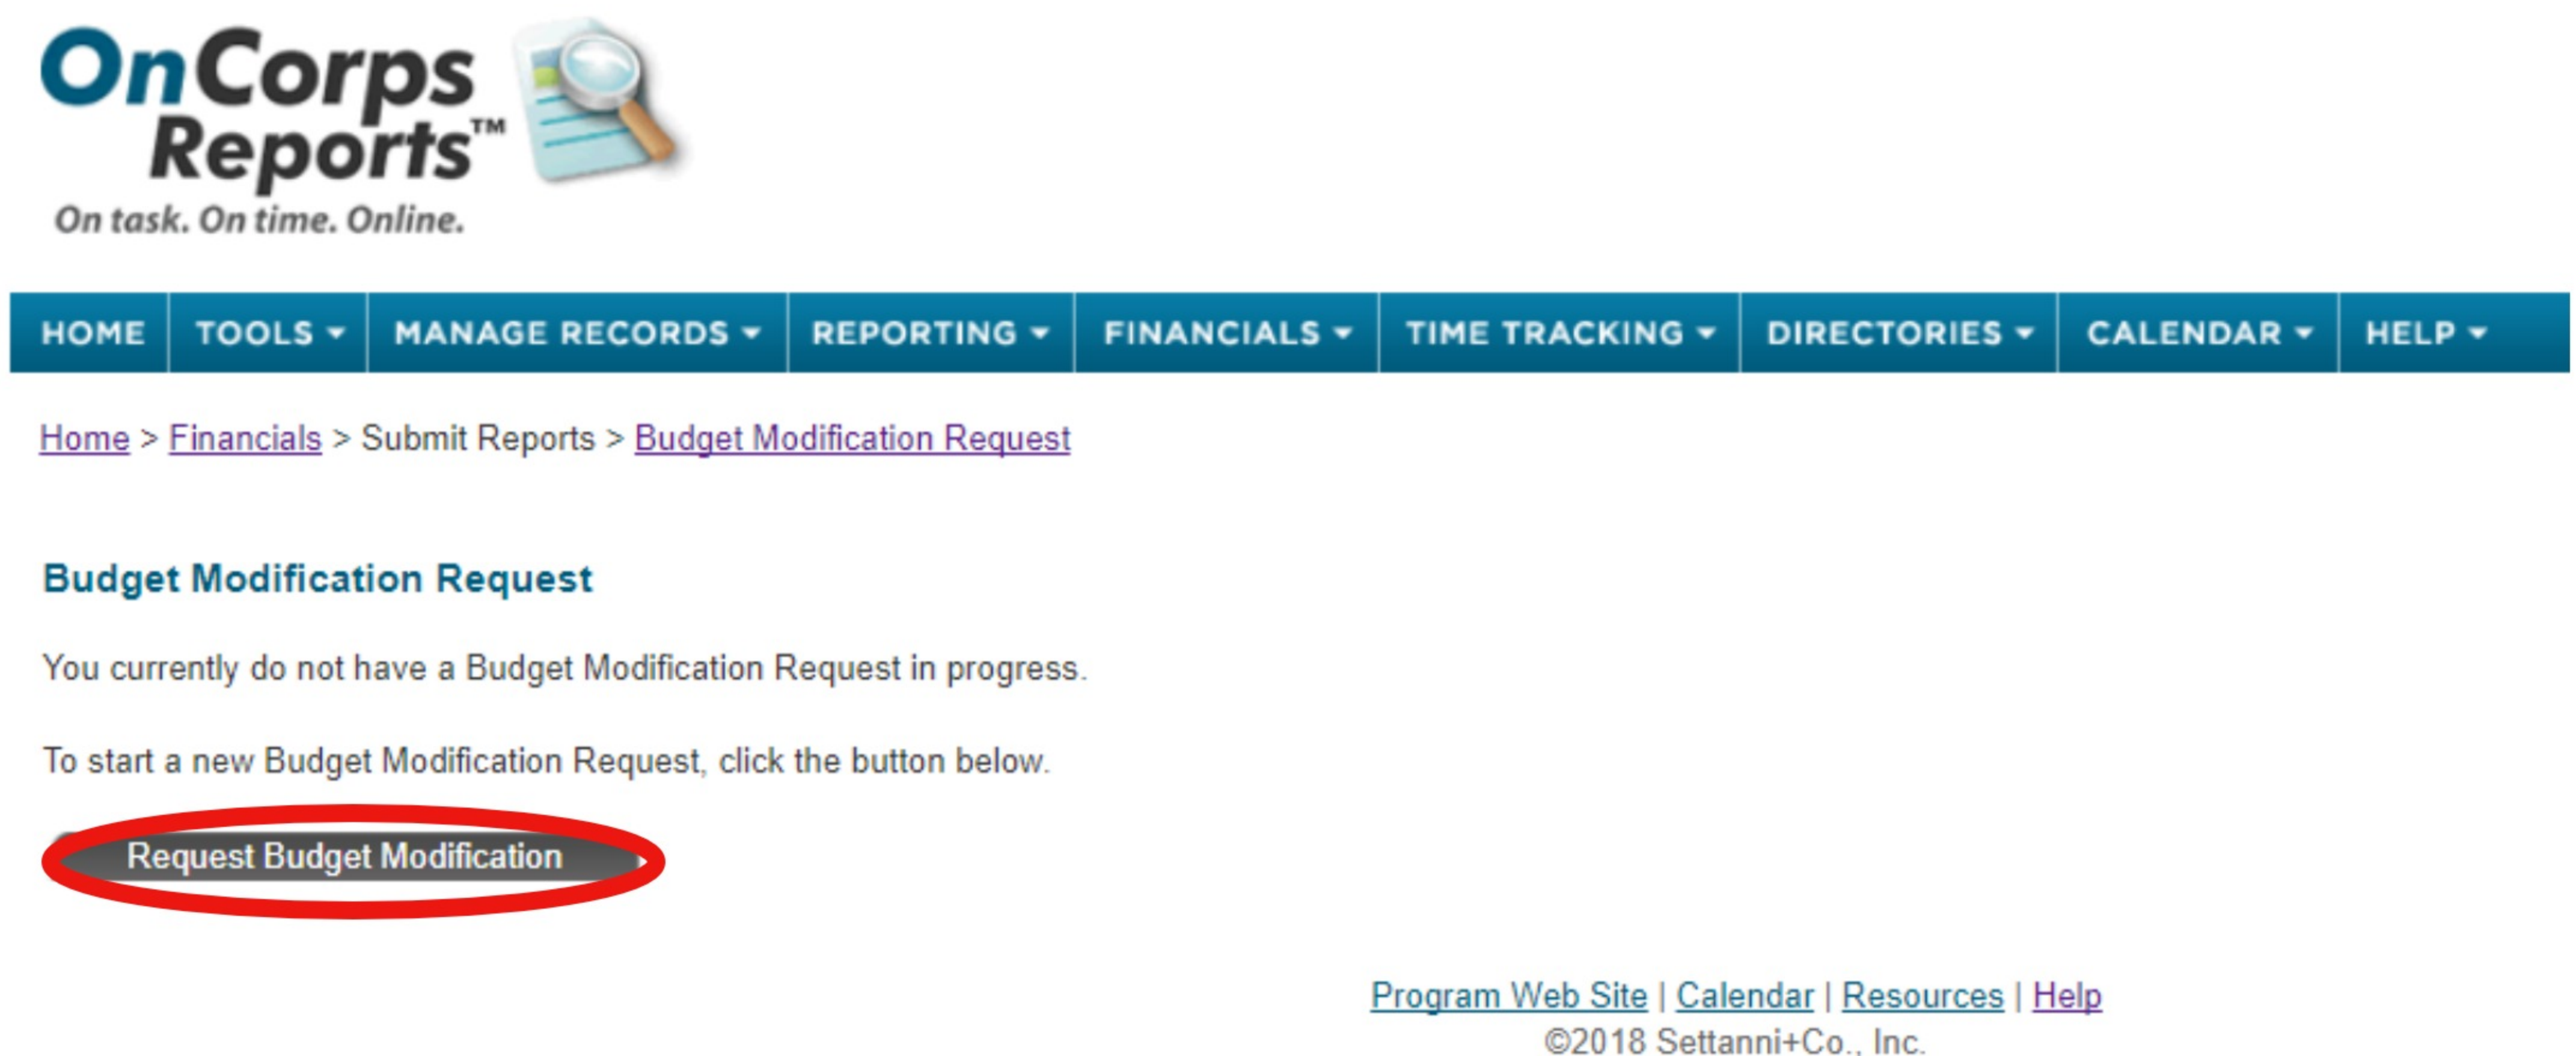 OnCorps
Reports™
On task. On time. Online.
HOME TOOLS MANAGE RECORDS REPORTING FINANCIALS TIME TRACKING DIRECTORIES CALENDAR HELP
Home > Financials > Submit Reports > Budget Modification Request
Budget Modification Request
You currently do not have a Budget Modification Request in progress.
To start a new Budget Modification Request, click the button below.
Request Budget Modification
Program Web Site | Calendar | Resources | Help
©2018 Settanni+Co., Inc.